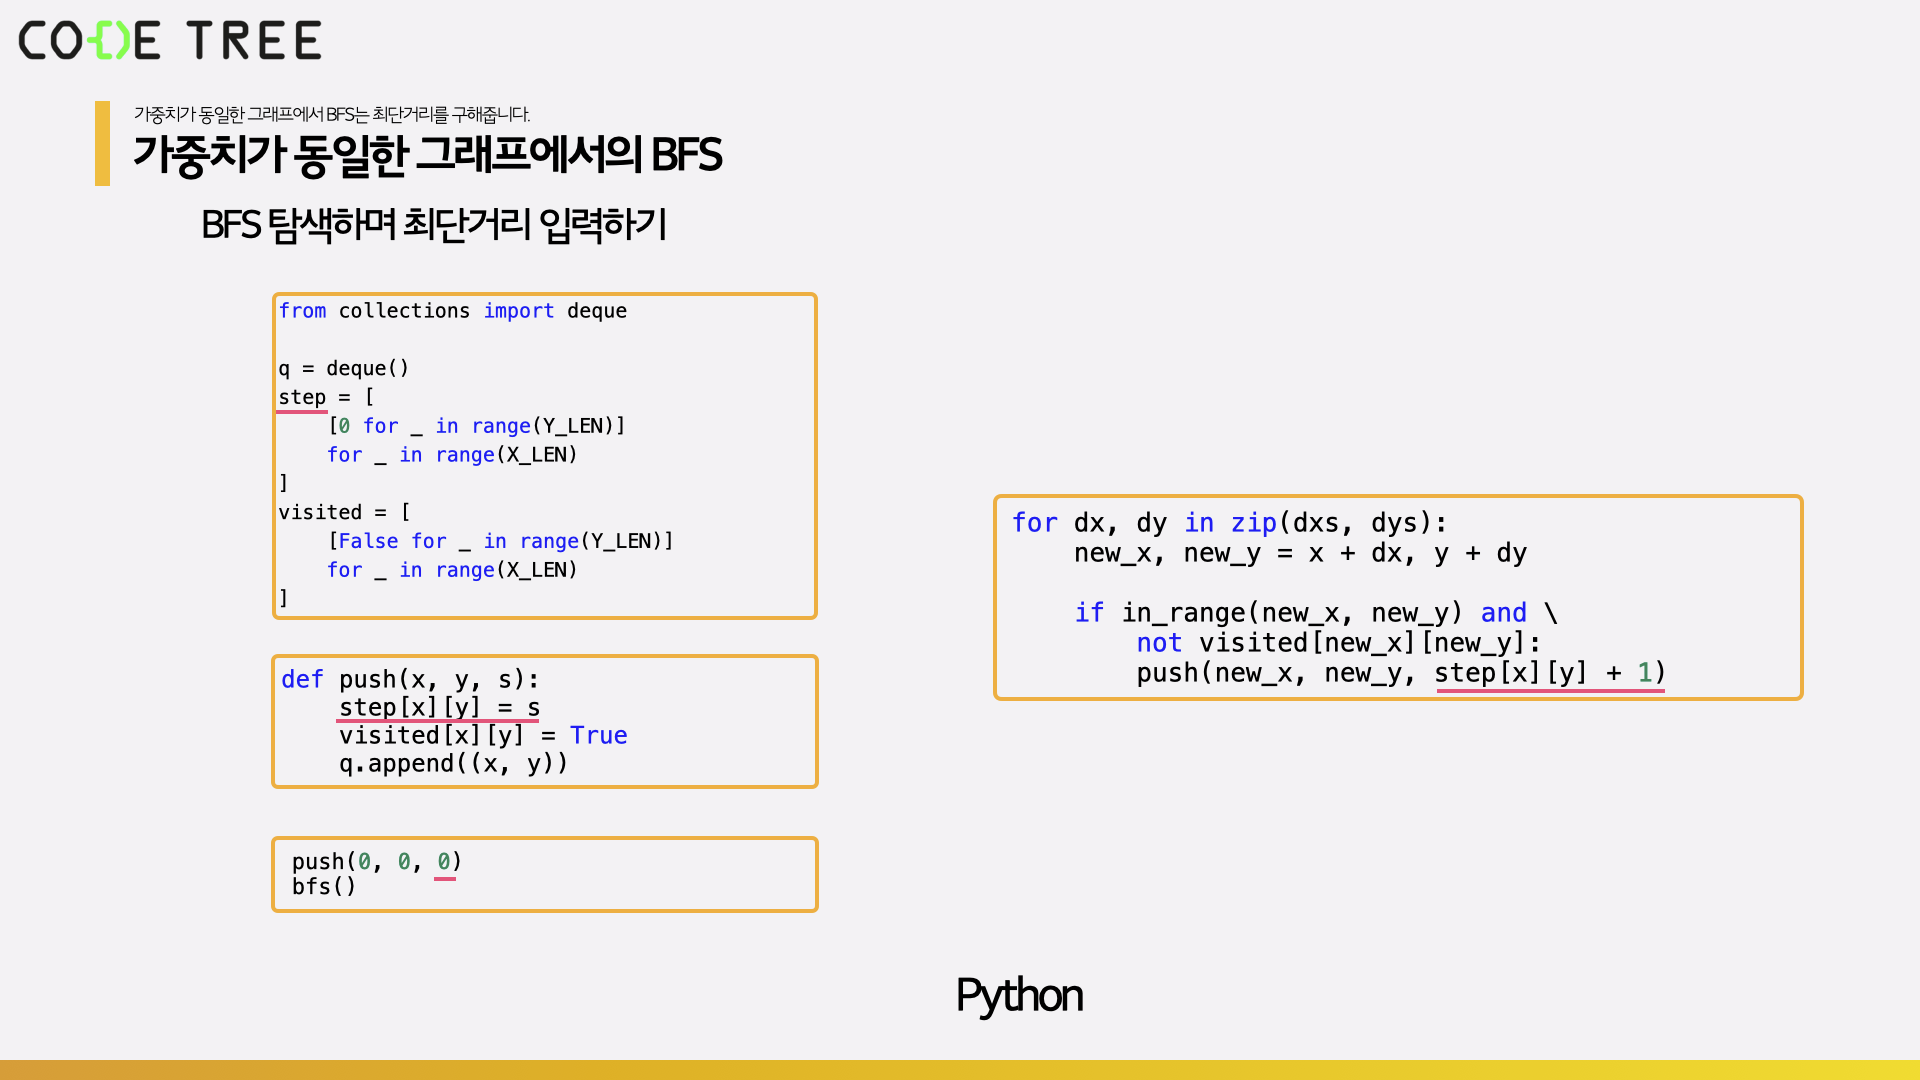 CODE TREE
가중치가 동일한 그래프에서 BFS는 최단거리를 구해줍니다.
가중치가 동일한 그래프에서의 BFS
BFS 탐색하며 최단거리 입력하기
from collections import deque
q = deque()
step = [
    [0 for _ in range(Y_LEN)]
    for _ in range(X_LEN)
]
visited = [
    [False for _ in range(Y_LEN)]
    for _ in range(X_LEN)
]
def push(x, y, s):
    step[x][y] = s
    visited[x][y] = True
    q.append((x, y))
push(0, 0, 0)
bfs()
for dx, dy in zip(dxs, dys):
    new_x, new_y = x + dx, y + dy
    if in_range(new_x, new_y) and \
        not visited[new_x][new_y]:
        push(new_x, new_y, step[x][y] + 1)
Python